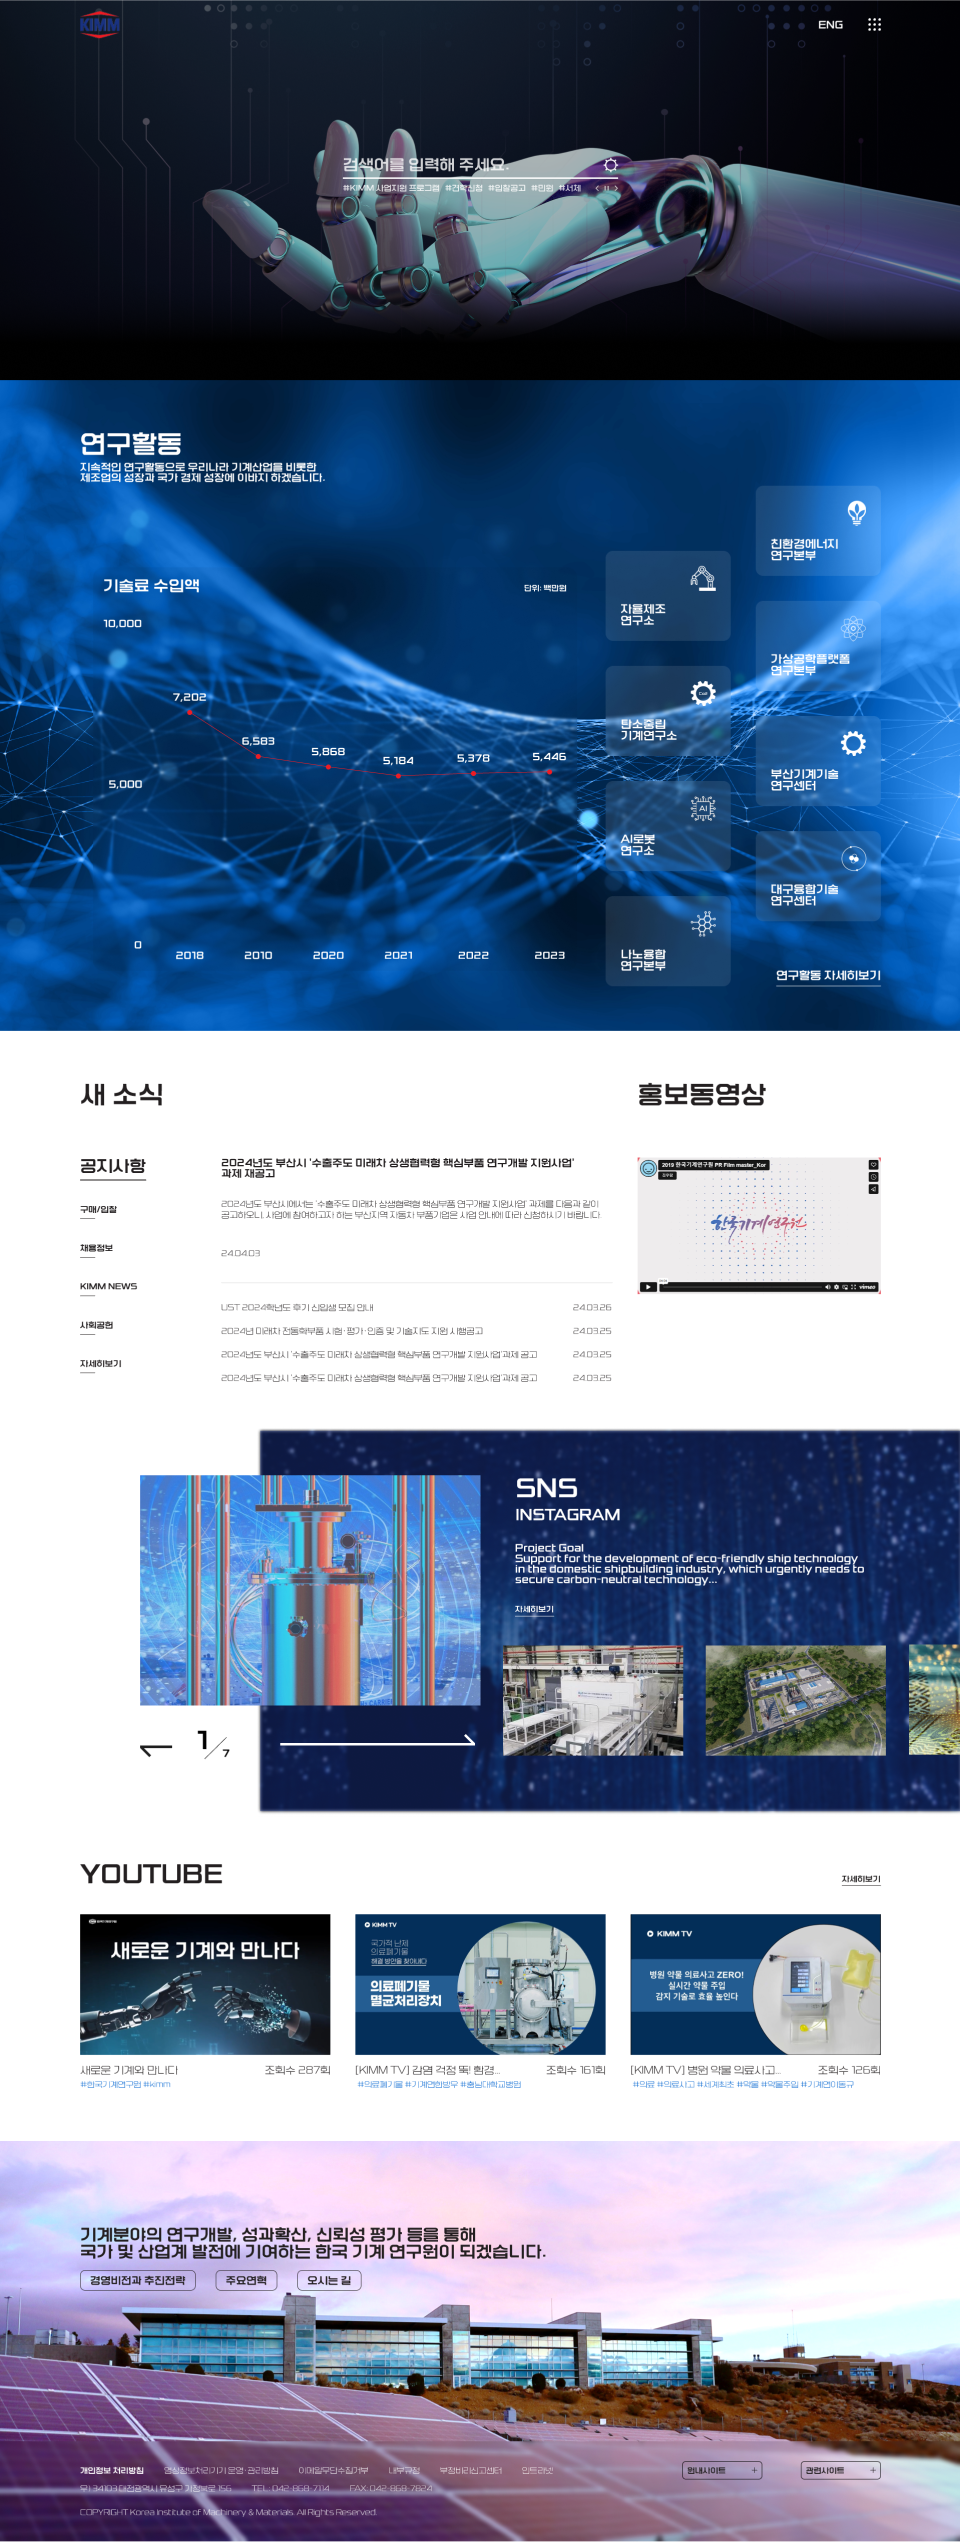 KIMM
ENG
검색어를 입력해 주세요.
#KIMM 사업지원 프로그램 #견학신청 #입찰공고 #민원 #서체
연구활동
지속적인 연구활동으로 우리나라 기계산업을 비롯한
제조업의 성장과 국가 경제 성장에 이바지 하겠습니다.
기술료 수입액
단위: 백만원
10,000
7,202
6,583
5,868
5,184
5,378
5,446
5,000
0
2018
2010
2020
2021
2022
2023
친환경에너지
연구본부
자율제조
연구소
가상공학플랫폼
연구본부
탄소중립
기계연구소
부산기계기술
연구센터
AI
AI로봇
연구소
대구융합기술
연구센터
나노융합
연구본부
연구활동 자세히보기
새 소식
홍보동영상
공지사항
구매/입찰
채용정보
KIMM NEWS
사회공헌
자세히보기
2024년도 부산시 '수출주도 미래차 상생협력형 핵심부품 연구개발 지원사업'
과제 재공고
2024년도 부산시에서는 '수출주도 미래차 상생협력형 핵심부품 연구개발 지원사업' 과제를 다음과 같이
공고하오니, 사업에 참여하고자 하는 부산지역 자동차 부품기업은 사업 안내에 따라 신청하시기 바랍니다.
24.04.03
UST 2024학년도 후기 신입생 모집 안내
24.03.26
2024년 미래차 전동화부품 시험·평가·인증 및 기술지도 지원 시행공고
24.03.25
2024년도 부산시 '수출주도 미래차 상생협력형 핵심부품 연구개발 지원사업'과제 공고
24.03.25
2024년도 부산시 '수출주도 미래차 상생협력형 핵심부품 연구개발 지원사업'과제 공고
24.03.25
2019 한국기계연구원 PR Film master_Kor
한국기계연구원
vimeo
SNS
INSTAGRAM
Project Goal
Support for the development of eco-friendly ship technology
in the domestic shipbuilding industry, which urgently needs to
secure carbon-neutral technology...
자세히보기
1/7
YOUTUBE
자세히보기
새로운 기계와 만나다
KIMM TV
국가적 난제
의료폐기물
해결 방안을 찾아내다
의료폐기물
멸균처리장치
KIMM TV
병원 약물 의료사고 ZERO!
실시간 약물 주입
감지 기술로 효율 높인다
새로운 기계와 만나다
조회수 287회
#한국기계연구원 #kimm
[KIMM TV] 감염 걱정 뚝! 환경...
조회수 161회
#의료폐기물 #기계연한방우 #충남대학교병원
[KIMM TV] 병원 약물 의료사고...
조회수 126회
#의료 #의료사고 #세계최초 #약물 #약물주입 #기계연이동규
기계분야의 연구개발, 성과확산, 신뢰성 평가 등을 통해
국가 및 산업계 발전에 기여하는 한국 기계 연구원이 되겠습니다.
경영비전과 추진전략
주요연혁
오시는 길
개인정보 처리방침
영상정보처리기기 운영·관리방침
이메일무단수집거부
내부규정
부정비리신고센터
인트라넷
원내사이트 +
관련사이트 +
우) 34103 대전광역시 유성구 가정북로 156
TEL : 042-868-7114
FAX. 042-868-7824
COPYRIGHT Korea Institute of Machinery & Materials. All Rights Reserved.